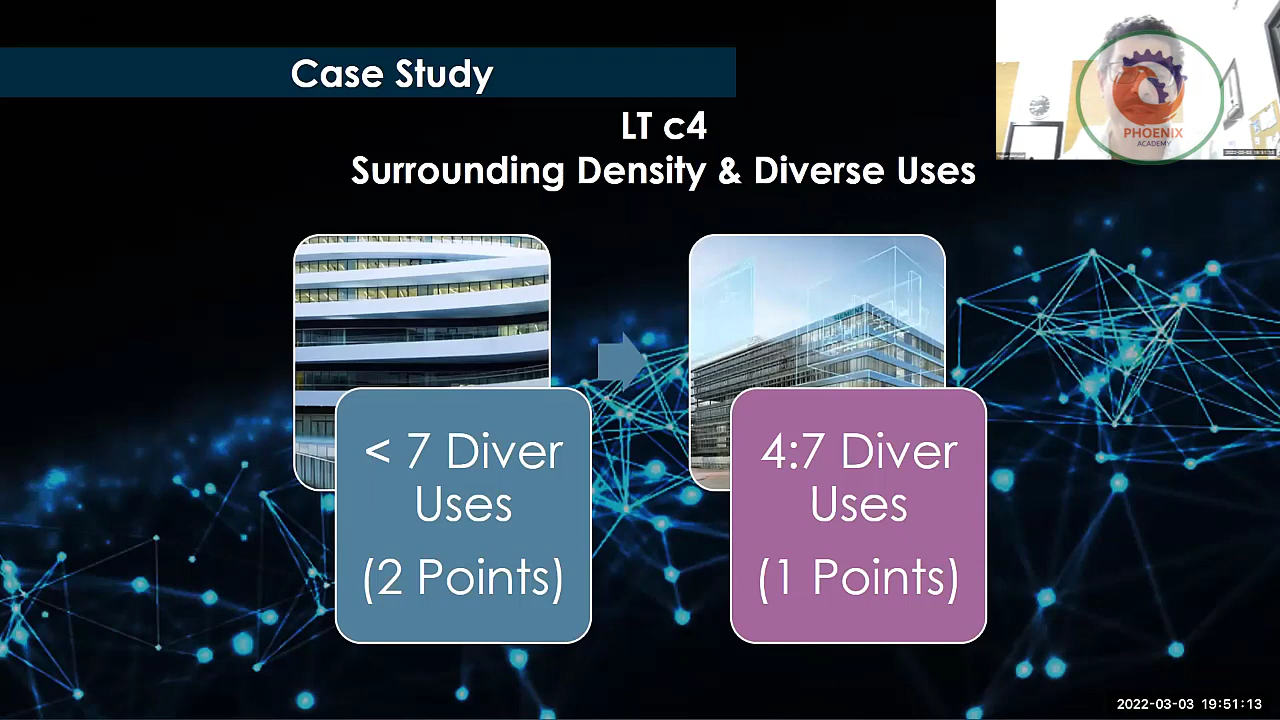 Case Study
LT c4
Surrounding Density & Diverse Uses
PHOENIX
ACADEMY
< 7 Diver
Uses
(2 Points)
4:7 Diver
Uses
(1 Points)
2022-03-03 19:51:13